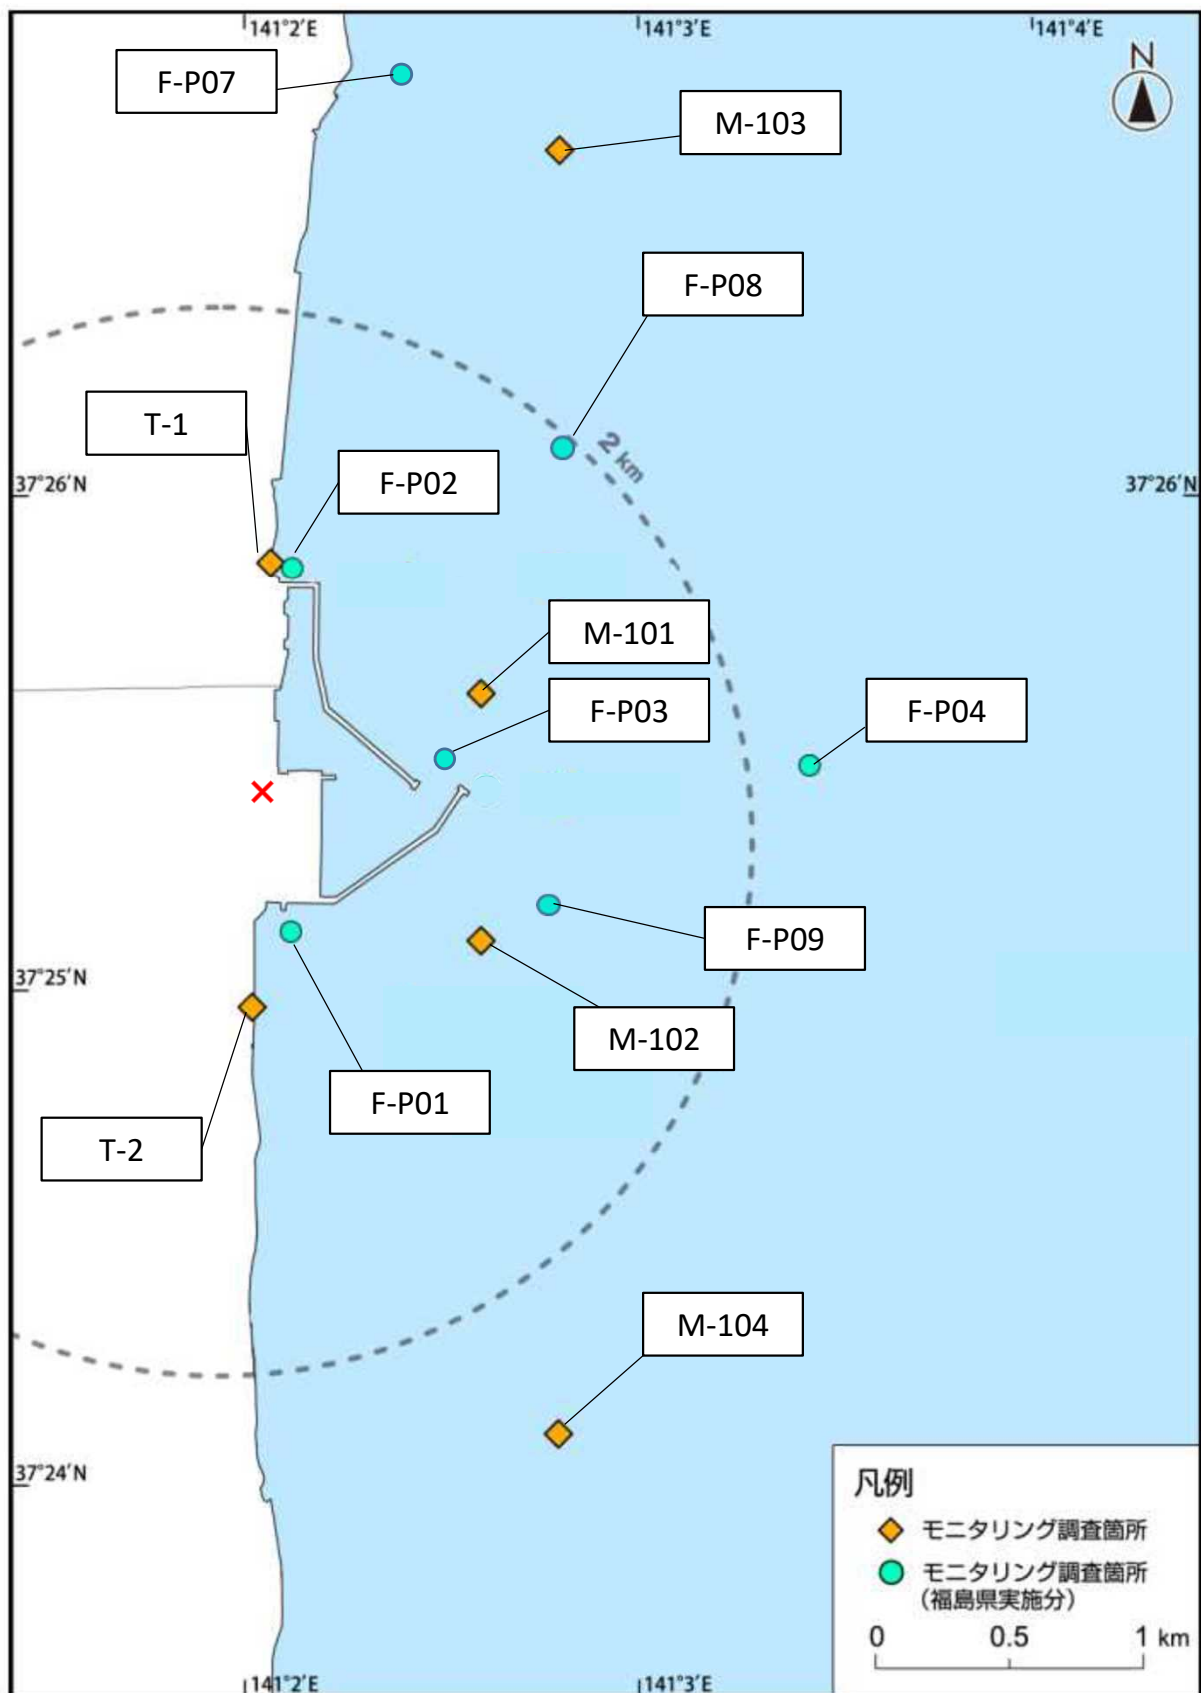 141°2′E
141°3′E
141°4′E
N
F-P07
M-103
F-P08
2 km
T-1
F-P02
37°26′N
37°26′N
M-101
F-P03
F-P04
F-P09
37°25′N
M-102
F-P01
T-2
M-104
37°24′N
凡例
モニタリング調査箇所
モニタリング調査箇所
（福島県実施分）
0 0.5 1 km
141°2′E
141°3′E